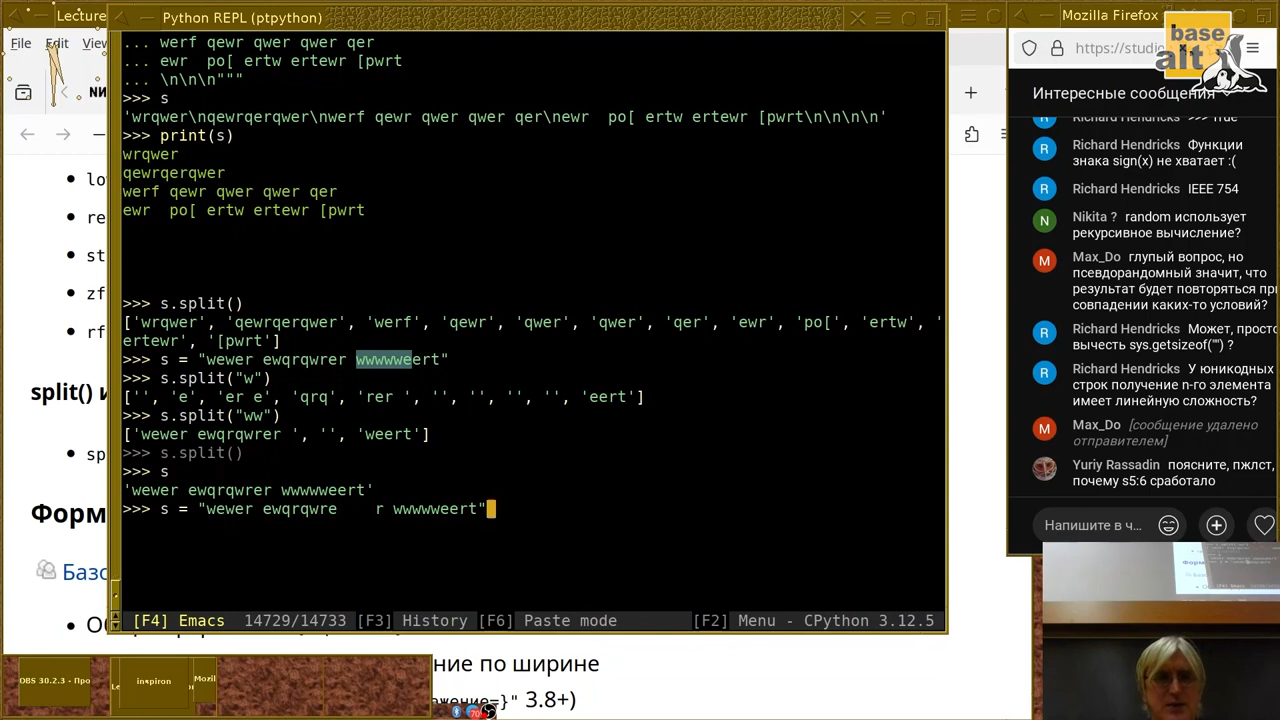 Lecture
Python REPL (ptpython)
Mozilla Firefox
File Edit View
... werf qewr qwer qwer qer
... ewr  po[ ertw ertewr [pwrt
... \n\n\n"""
>>> s
'wrqwer\nqewrqerqwer\nwerf qewr qwer qwer qer\newr  po[ ertw ertewr [pwrt\n\n\n\n'
>>> print(s)
wrqwer
qewrqerqwer
werf qewr qwer qwer qer
ewr  po[ ertw ertewr [pwrt
>>> s.split()
['wrqwer', 'qewrqerqwer', 'werf', 'qewr', 'qwer', 'qwer', 'qer', 'ewr', 'po[', 'ertw', '
ertewr', '[pwrt']
>>> s = "wewer ewqrqwrer wwwwweert"
>>> s.split("w")
['', 'e', 'er e', 'qrq', 'rer ', '', '', '', '', 'eert']
>>> s.split("ww")
['wewer ewqrqwrer ', '', 'weert']
>>> s.split()
>>> s
'wewer ewqrqwrer wwwwweert'
>>> s = "wewer ewqrqwre    r wwwwweert"
[F4] Emacs 14729/14733 [F3] History [F6] Paste mode [F2] Menu - CPython 3.12.5
split()
Форм
Базо
ние по ширине
ожение=}" 3.8+)
OBS 30.2.3 - Про
inspiron
Mozil
70
https://studio
base
alt
Интересные сообщения
Richard Hendricks >>> True
Richard Hendricks Функции
знака sign(x) не хватает :(
Richard Hendricks IEEE 754
Nikita ? random использует
рекурсивное вычисление?
Max_Do глупый вопрос, но
псевдорандомный значит, что
результат будет повторяться при
совпадении каких-то условий?
Richard Hendricks Может, просто
вычесть sys.getsizeof("") ?
Richard Hendricks У юникодных
строк получение n-го элемента
имеет линейную сложность?
Max_Do [сообщение удалено
отправителем]
Yuriy Rassadin поясните, пжлст,
почему s5:6 сработало
Напишите в ч...